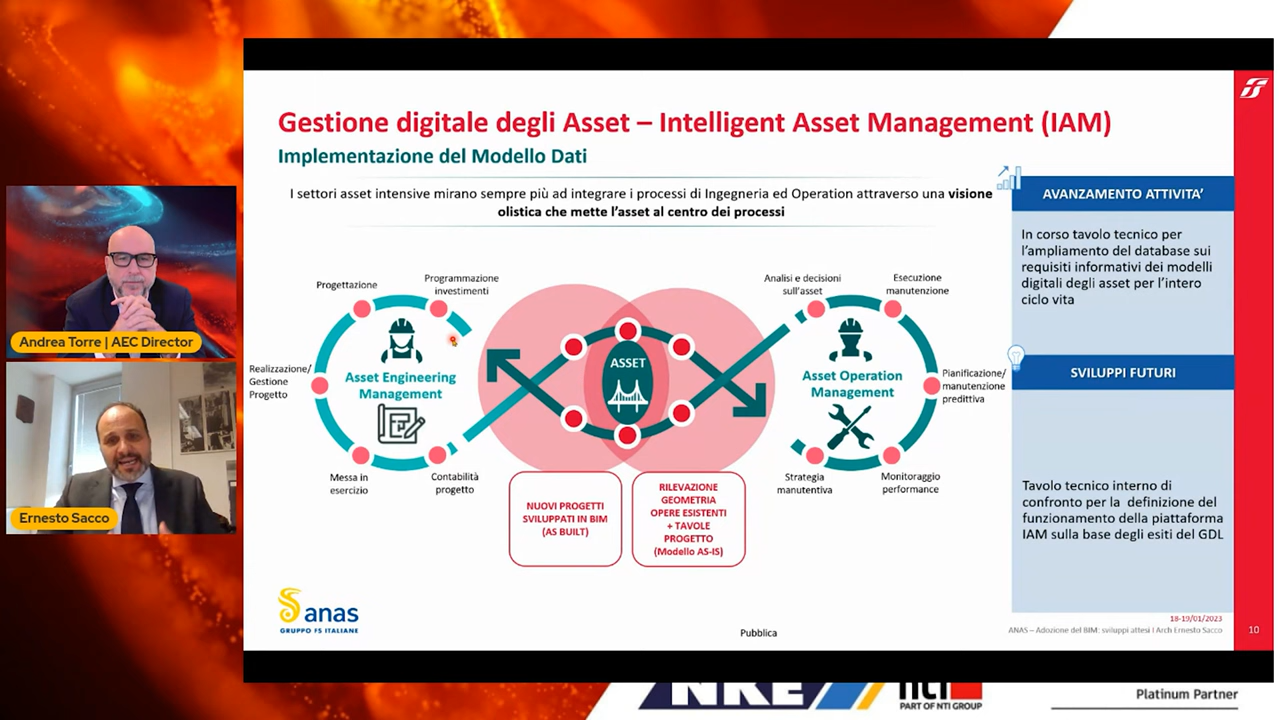 Gestione digitale degli Asset – Intelligent Asset Management (IAM)
Implementazione del Modello Dati
I settori asset intensive mirano sempre più ad integrare i processi di Ingegneria ed Operation attraverso una visione
olistica che mette l'asset al centro dei processi
AVANZAMENTO ATTIVITA'
In corso tavolo tecnico per
l'ampliamento del database sui
requisiti informativi dei modelli
digitali degli asset per l'intero
ciclo vita
SVILUPPI FUTURI
Tavolo tecnico interno di
confronto per la definizione del
funzionamento della piattaforma
IAM sulla base degli esiti del GDL
Progettazione
Programmazione
investimenti
Realizzazione/
Gestione
Progetto
Asset Engineering
Management
Messa in
esercizio
Contabilità
progetto
ASSET
Analisi e decisioni
sull'asset
Esecuzione
manutenzione
Asset Operation
Management
Pianificazione/
manutenzione
predittiva
Strategia
manutentiva
Monitoraggio
performance
NUOVI PROGETTI
SVILUPPATI IN BIM
(AS BUILT)
RILEVAZIONE
GEOMETRIA
OPERE ESISTENTI
+ TAVOLE
PROGETTO
(Modello AS-IS)
Andrea Torre | AEC Director
Ernesto Sacco
anas
GRUPPO FS ITALIANE
Pubblica
18-19/01/2023
ANAS – Adozione del BIM: sviluppi attesi I Arch Ernesto Sacco
10
NKE
nti
PART OF NTI GROUP
Platinum Partner